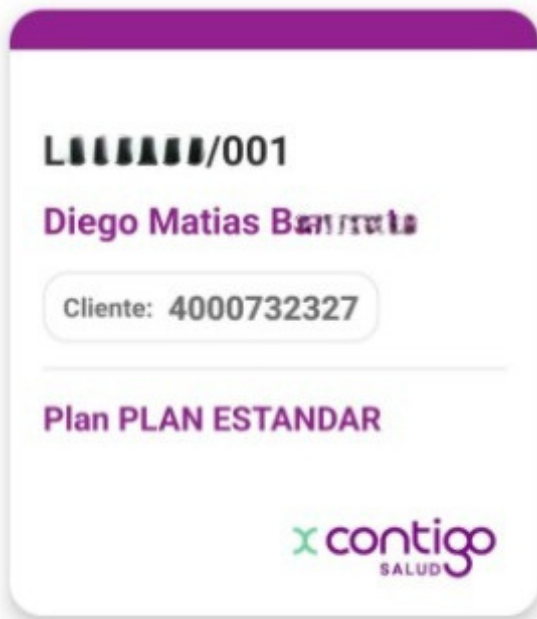 /001
Diego Matias
Cliente: 4000732327
Plan PLAN ESTANDAR
x contigo
SALUD